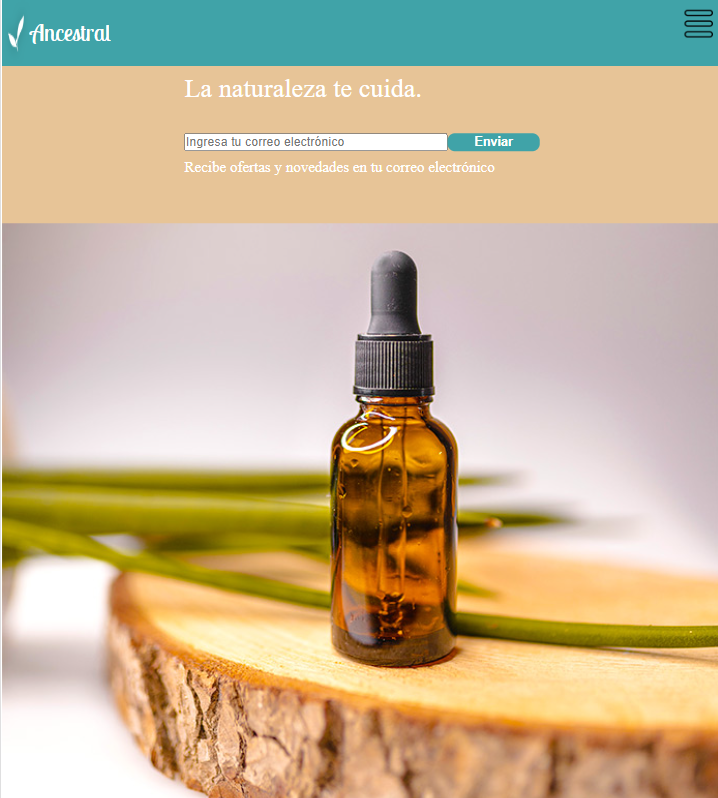 Ancestral
La naturaleza te cuida.
Ingresa tu correo electrónico
Enviar
Recibe ofertas y novedades en tu correo electrónico